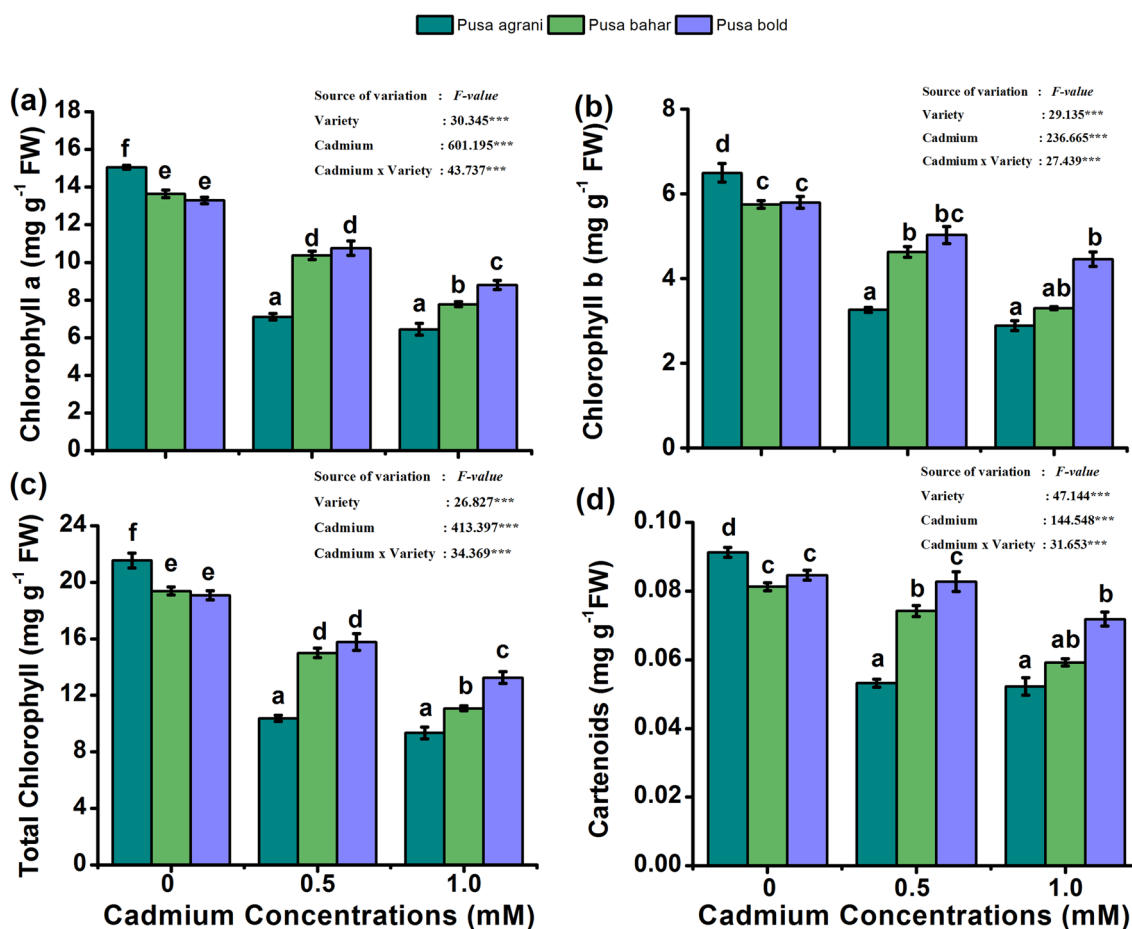 Pusa agrani Pusa bahar Pusa bold
(a)
Source of variation : F-value
Variety : 30.345***
Cadmium : 601.195***
Cadmium x Variety : 43.737***
Chlorophyll a (mg g-1 FW)
18
16
14
12
10
8
6
4
2
0
f e e
a d d
a b c
(b)
Source of variation : F-value
Variety : 29.135***
Cadmium : 236.665***
Cadmium x Variety : 27.439***
Chlorophyll b (mg g-1 FW)
8
6
4
2
0
d c c
a b bc
a ab b
(c)
Source of variation : F-value
Variety : 26.827***
Cadmium : 413.397***
Cadmium x Variety : 34.369***
Total Chlorophyll (mg g-1 FW)
24
20
16
12
8
4
0
f e e
a d d
a b c
0 0.5 1.0
Cadmium Concentrations (mM)
(d)
Source of variation : F-value
Variety : 47.144***
Cadmium : 144.548***
Cadmium x Variety : 31.653***
Cartenoids (mg g-1FW)
0.10
0.08
0.06
0.04
0.02
0.00
d c c
a b c
a ab b
0 0.5 1.0
Cadmium Concentrations (mM)